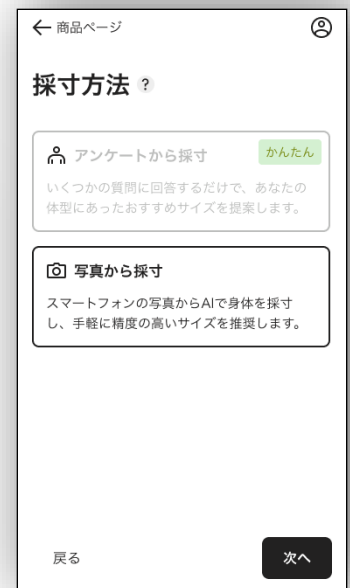 ← 商品ページ
採寸方法 ?
アンケートから採寸 かんたん
いくつかの質問に回答するだけで、あなたの
体型にあったおすすめサイズを提案します。
写真から採寸
スマートフォンの写真からAIで身体を採寸
し、手軽に精度の高いサイズを推奨します。
戻る 次へ